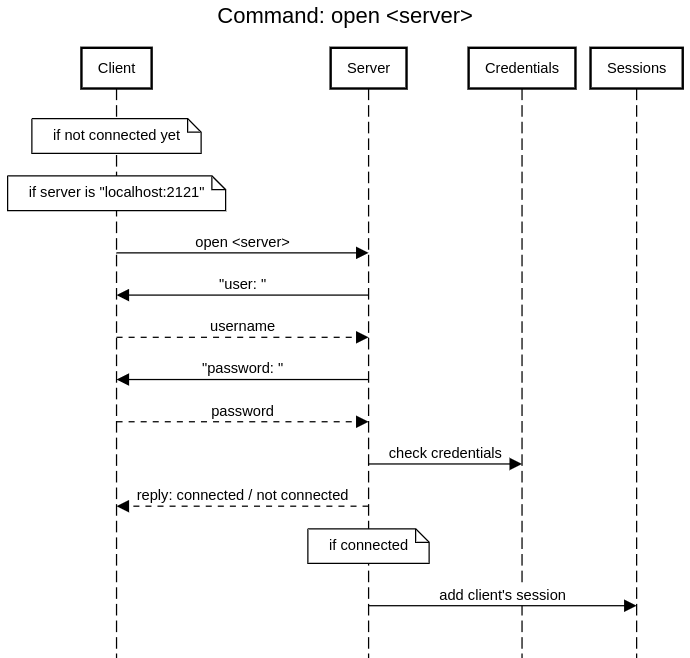 Command: open <server>
Client
Server
Credentials
Sessions
if not connected yet
if server is "localhost:2121"
open <server>
"user: "
username
"password: "
password
check credentials
reply: connected / not connected
if connected
add client's session